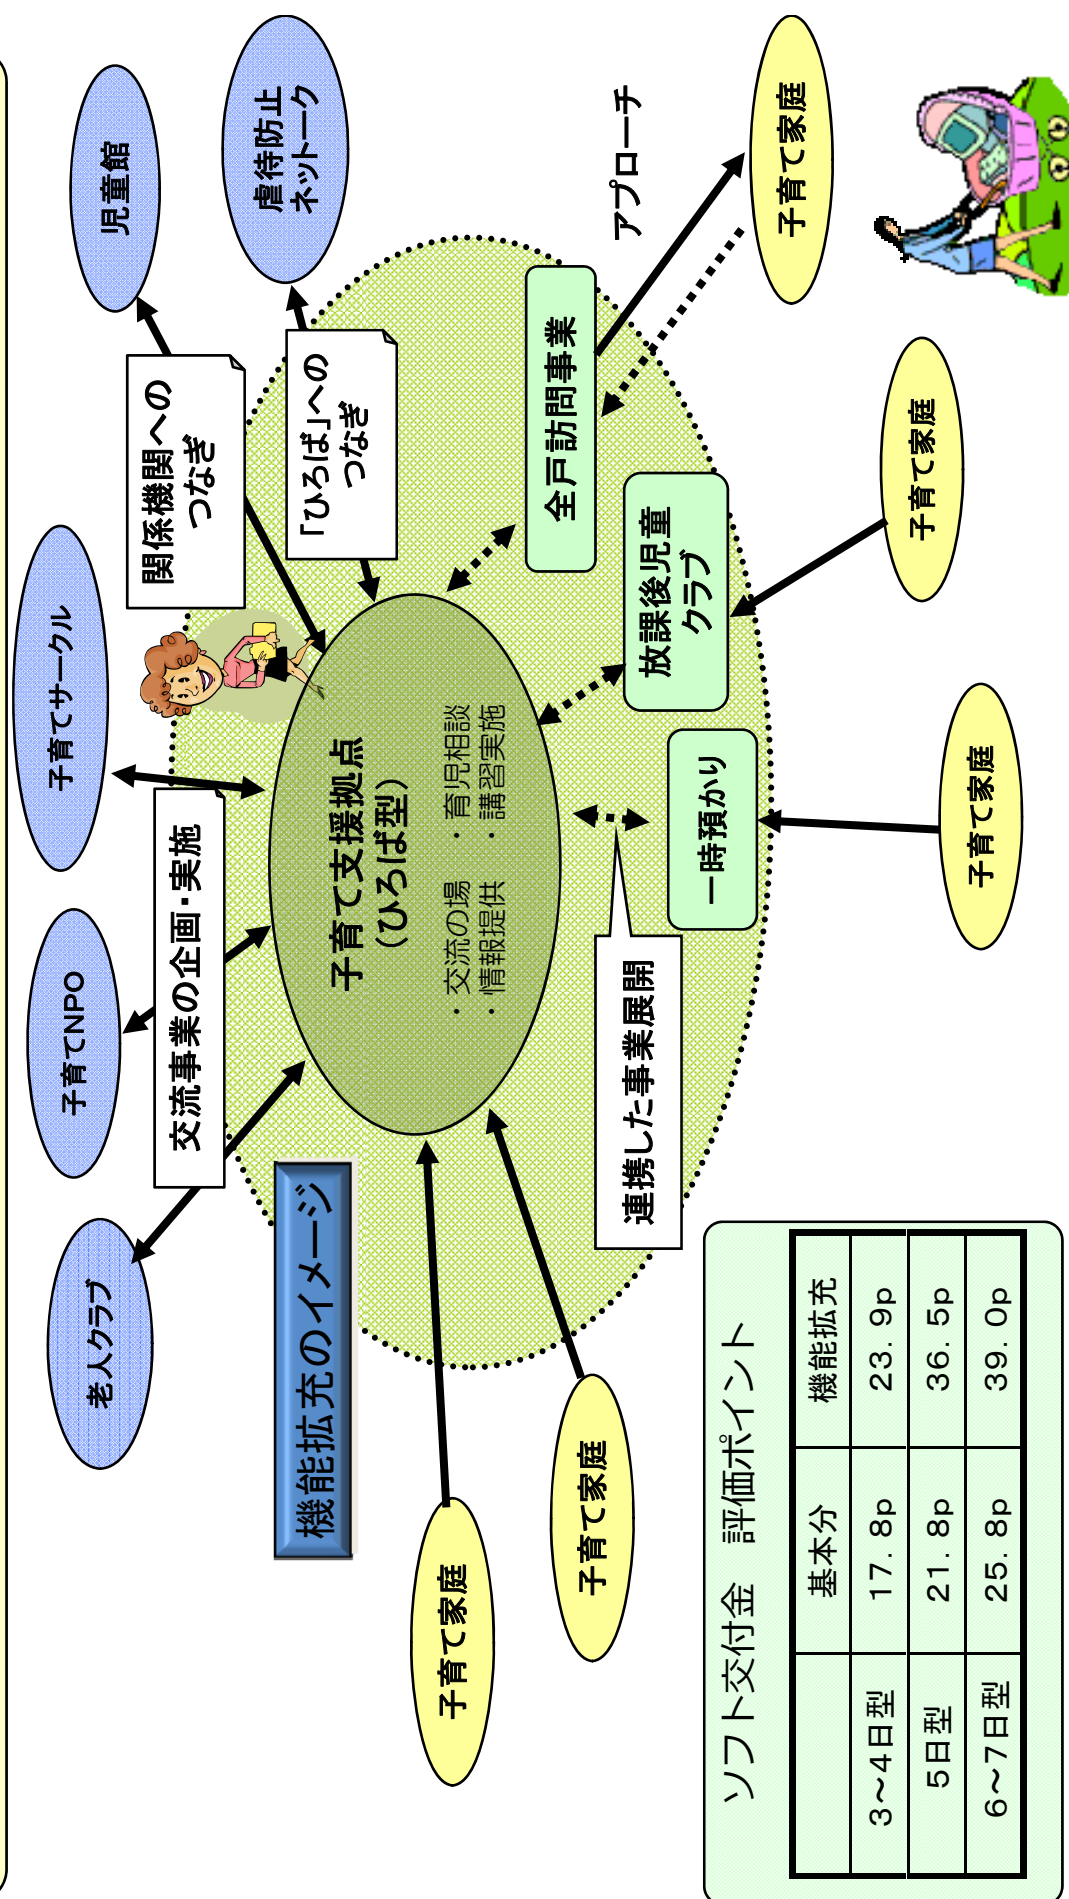 機能拡充のイメージ
老人クラブ
子育てNPO
子育てサークル
児童館
虐待防止
ネットーク
交流事業の企画・実施
関係機関への
つなぎ
「ひろば」への
つなぎ
子育て支援拠点
（ひろば型）
・交流の場　・育児相談
・情報提供　・講習実施
連携した事業展開
一時預かり
放課後児童
クラブ
全戸訪問事業
アプローチ
子育て家庭
子育て家庭
子育て家庭
子育て家庭
子育て家庭
ソフト交付金　評価ポイント
基本分　機能拡充
３～４日型　１７．８ｐ　２３．９ｐ
５日型　２１．８ｐ　３６．５ｐ
６～７日型　２５．８ｐ　３９．０ｐ